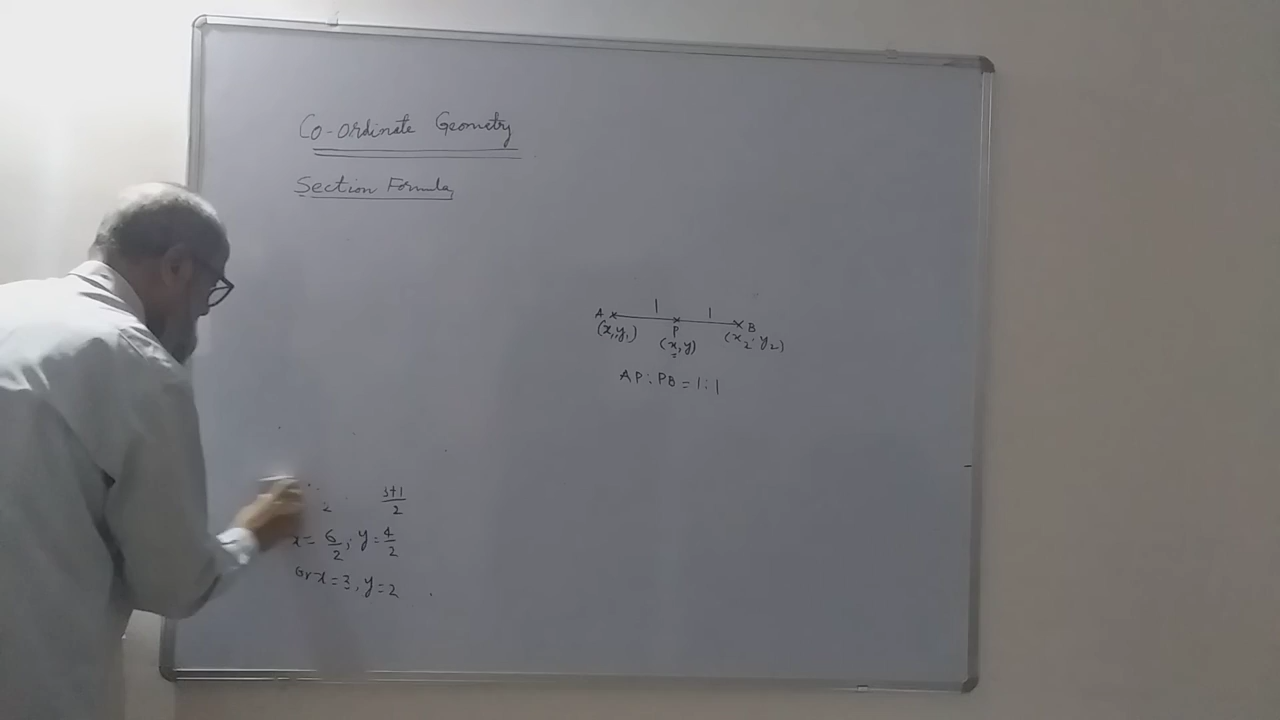 Co-ordinate Geometry
Section Formula
1 1
A P B
(x₁, y₁) (x, y) (x₂, y₂)
AP : PB = 1 : 1
2 3+1/2
x = 6/2 ; y = 4/2
Or x = 3, y = 2